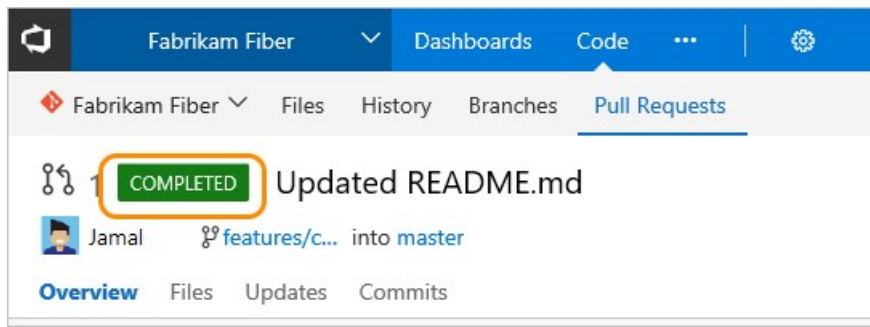 Fabrikam Fiber Dashboards Code ...
Fabrikam Fiber Files History Branches Pull Requests
1 COMPLETED Updated README.md
Jamal features/c... into master
Overview Files Updates Commits